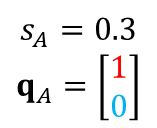 s_A = 0.3
q_A = [1
0]